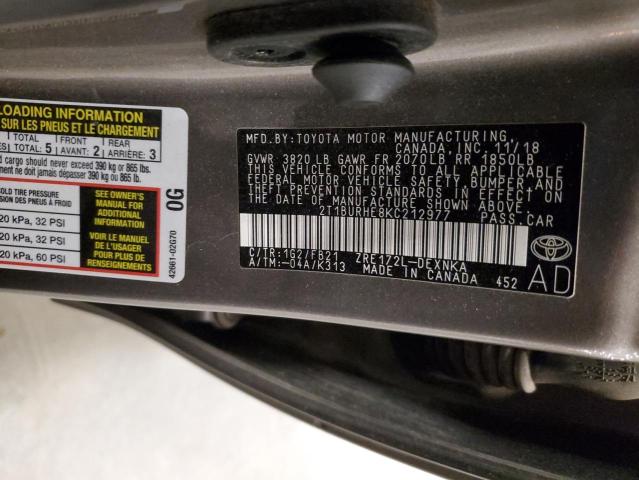 LOADING INFORMATION
SUR LES PNEUS ET LE CHARGEMENT
TOTAL: 5 FRONT AVANT: 2 REAR ARRIÈRE: 3
d cargo should never exceed 390 kg or 865 lbs.
ne doit jamais dépasser 390 kg ou 865 lb.
OLD TIRE PRESSURE
20 kPa, 32 PSI
20 kPa, 32 PSI
20 kPa, 60 PSI
SEE OWNER'S
MANUAL FOR
ADDITIONAL
INFORMATION
VOIR LE MANUEL
DE L'USAGER
POUR PLUS DE
RENSEIGNEMENTS
0G
42661-02G70
MFD.BY:TOYOTA MOTOR MANUFACTURING
CANADA, INC. 11/18
GVWR 3820LB GAWR FR 2070LB RR 1850LB
THIS VEHICLE CONFORMS TO ALL APPLICABLE
FEDERAL MOTOR VEHICLE SAFETY, BUMPER, AND
THEFT PREVENTION STANDARDS IN EFFECT ON
THE DATE OF MANUFACTURE SHOWN ABOVE.
2T1BURHE8KC212977 PASS.CAR
C/TR:1G2/FB21 ZRE172L-DEXNKA
A/TM:-04A/K313 MADE IN CANADA 452
AD